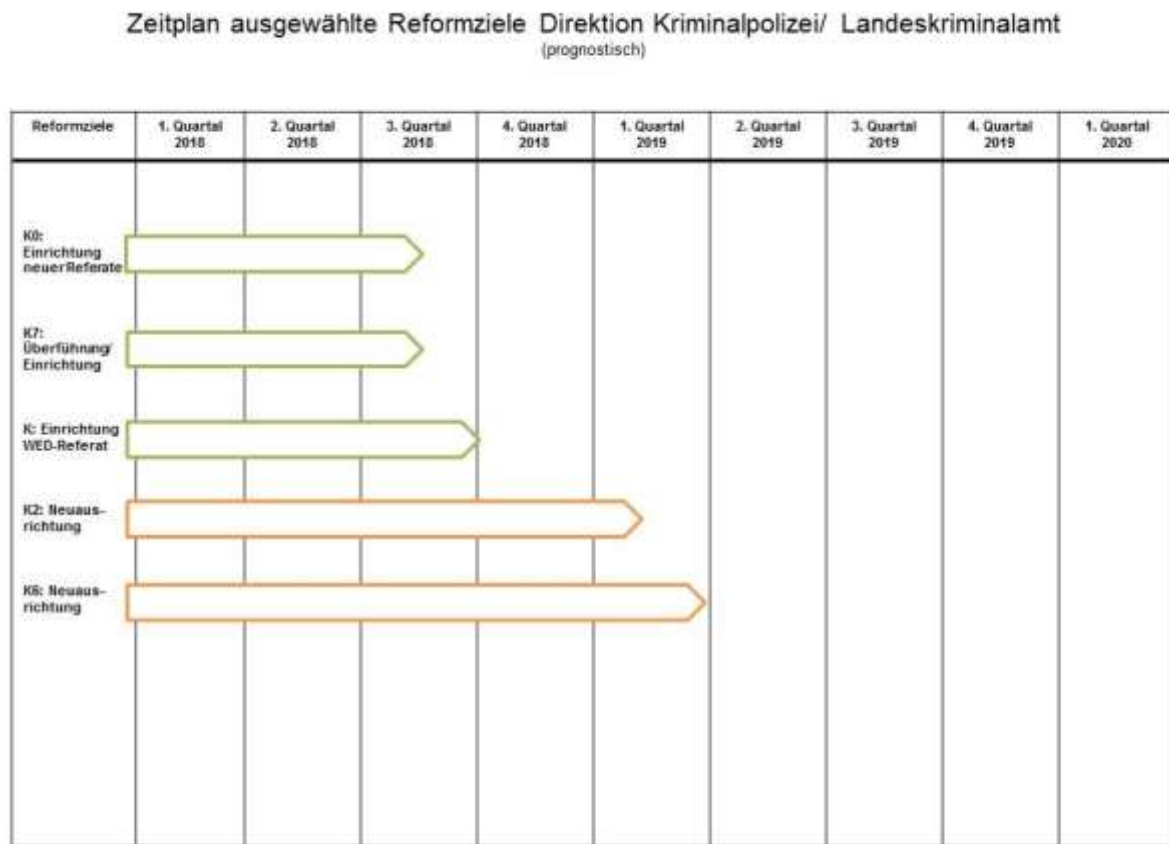 Zeitplan ausgewählte Reformziele Direktion Kriminalpolizei/ Landeskriminalamt
(prognostisch)
Reformziele
1. Quartal
2018
2. Quartal
2018
3. Quartal
2018
4. Quartal
2018
1. Quartal
2019
2. Quartal
2019
3. Quartal
2019
4. Quartal
2019
1. Quartal
2020
K0:
Einrichtung
neuer Referate
K7:
Überführung/
Einrichtung
K: Einrichtung
WED-Referat
K2: Neuaus-
richtung
K6: Neuaus-
richtung